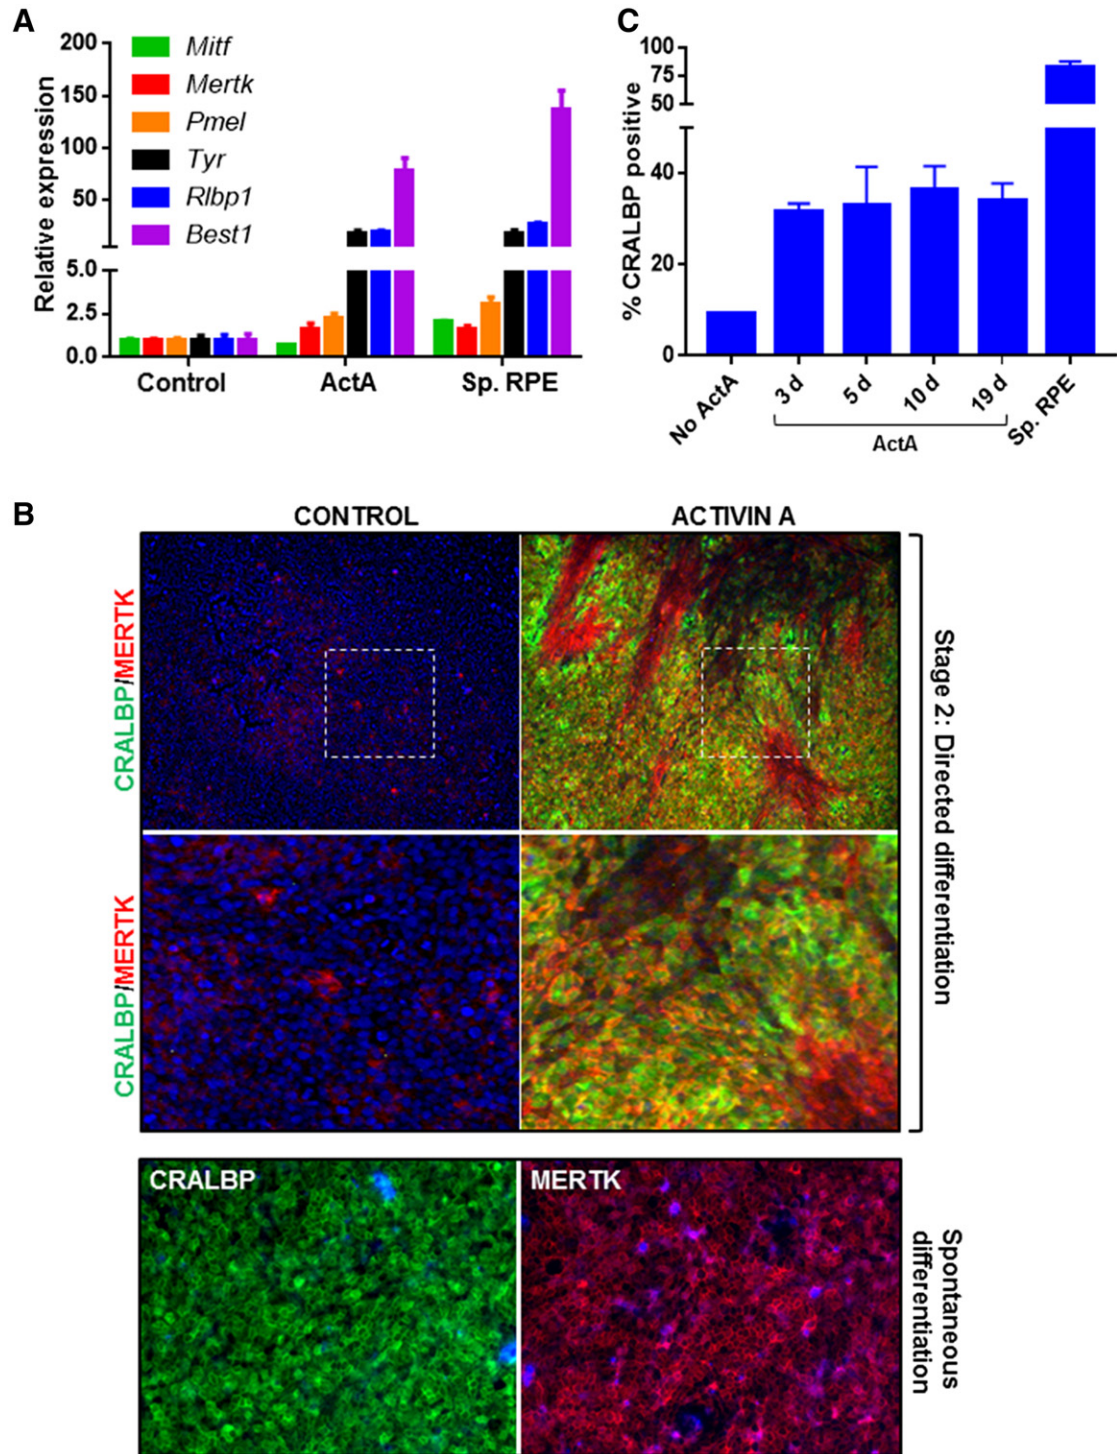 A
200
150
100
50
5.0
2.5
0.0
Relative expression
Mitf
Mertk
Pmel
Tyr
Rlbp1
Best1
Control
ActA
Sp. RPE
C
100
75
50
40
20
0
% CRALBP positive
No ActA
3 d
5 d
10 d
19 d
Sp. RPE
ActA
B
CONTROL
ACTIVIN A
CRALBP/MERTK
CRALBP/MERTK
Stage 2: Directed differentiation
CRALBP
MERTK
Spontaneous
differentiation